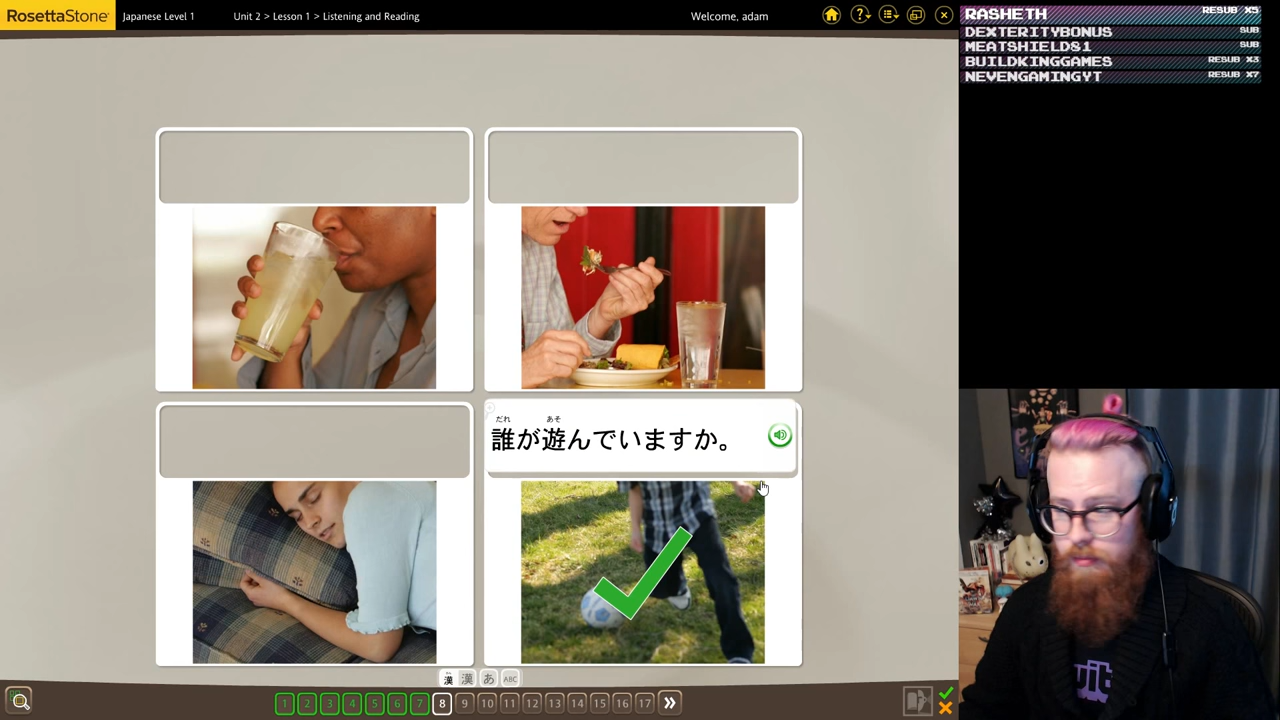 RosettaStone
Japanese Level 1
Unit 2 > Lesson 1 > Listening and Reading
Welcome, adam
RASHETH RESUB X5
DEXTERITYBONUS SUB
MEATSHIELD81 SUB
BUILDKINGGAMES RESUB X3
NEVENGAMINGYT RESUB X7
だれ あそ
誰が遊んでいますか。
漢 漢 あ ABC
1 2 3 4 5 6 7 8 9 10 11 12 13 14 15 16 17